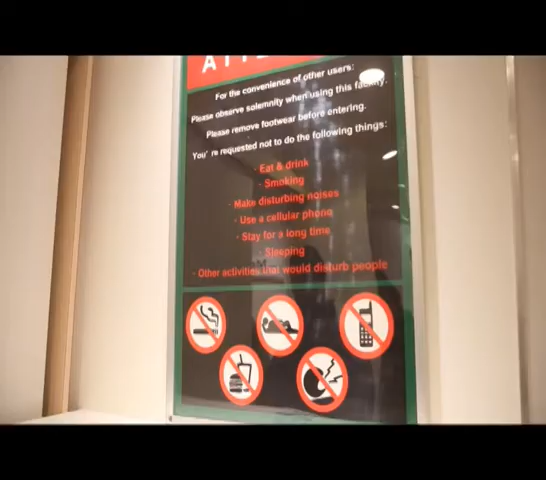 For the convenience of other users:
Please observe solemnity when using this facility.
Please remove footwear before entering.
You're requested not to do the following things:
- Eat & drink
- Smoking
- Make disturbing noises
- Use a cellular phone
- Stay for a long time
- Sleeping
- Other activities that would disturb people